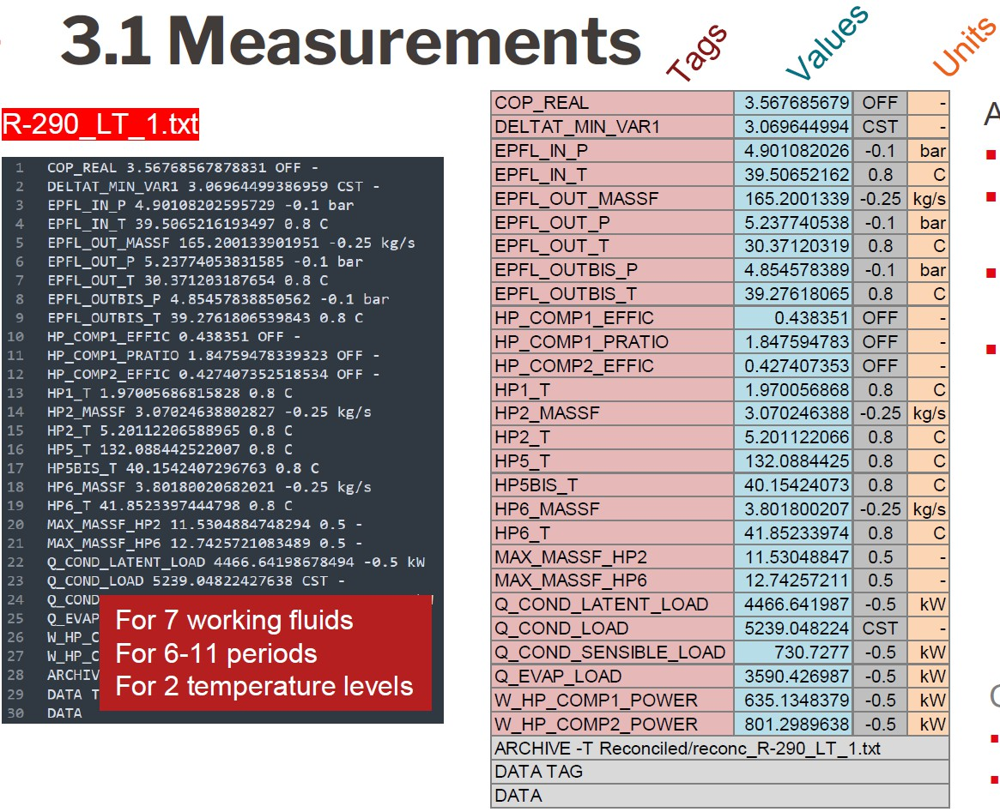 3.1 Measurements
Tags
Values
Units
R-290_LT_1.txt
1 COP_REAL 3.56768567878831 OFF -
2 DELTAT_MIN_VAR1 3.06964499386959 CST -
3 EPFL_IN_P 4.90108202595729 -0.1 bar
4 EPFL_IN_T 39.5065216193497 0.8 C
5 EPFL_OUT_MASSF 165.200133901951 -0.25 kg/s
6 EPFL_OUT_P 5.23774053831585 -0.1 bar
7 EPFL_OUT_T 30.371203187654 0.8 C
8 EPFL_OUTBIS_P 4.85457838850562 -0.1 bar
9 EPFL_OUTBIS_T 39.2761806539843 0.8 C
10 HP_COMP1_EFFIC 0.438351 OFF -
11 HP_COMP1_PRATIO 1.84759478339323 OFF -
12 HP_COMP2_EFFIC 0.427407352518534 OFF -
13 HP1_T 1.97005686815828 0.8 C
14 HP2_MASSF 3.07024638802827 -0.25 kg/s
15 HP2_T 5.20112206588965 0.8 C
16 HP5_T 132.088442522007 0.8 C
17 HP5BIS_T 40.1542407296763 0.8 C
18 HP6_MASSF 3.80180020682021 -0.25 kg/s
19 HP6_T 41.8523397444798 0.8 C
20 MAX_MASSF_HP2 11.5304884748294 0.5 -
21 MAX_MASSF_HP6 12.7425721083489 0.5 -
22 Q_COND_LATENT_LOAD 4466.64198678494 -0.5 kW
23 Q_COND_LOAD 5239.04822427638 CST -
24 Q_COND
25 Q_EVAP
26 W_HP_C
27 W_HP_C
28 ARCHIV
29 DATA T
30 DATA
For 7 working fluids
For 6-11 periods
For 2 temperature levels
COP_REAL 3.567685679 OFF -
DELTAT_MIN_VAR1 3.069644994 CST -
EPFL_IN_P 4.901082026 -0.1 bar
EPFL_IN_T 39.50652162 0.8 C
EPFL_OUT_MASSF 165.2001339 -0.25 kg/s
EPFL_OUT_P 5.237740538 -0.1 bar
EPFL_OUT_T 30.37120319 0.8 C
EPFL_OUTBIS_P 4.854578389 -0.1 bar
EPFL_OUTBIS_T 39.27618065 0.8 C
HP_COMP1_EFFIC 0.438351 OFF -
HP_COMP1_PRATIO 1.847594783 OFF -
HP_COMP2_EFFIC 0.427407353 OFF -
HP1_T 1.970056868 0.8 C
HP2_MASSF 3.070246388 -0.25 kg/s
HP2_T 5.201122066 0.8 C
HP5_T 132.0884425 0.8 C
HP5BIS_T 40.15424073 0.8 C
HP6_MASSF 3.801800207 -0.25 kg/s
HP6_T 41.85233974 0.8 C
MAX_MASSF_HP2 11.53048847 0.5 -
MAX_MASSF_HP6 12.74257211 0.5 -
Q_COND_LATENT_LOAD 4466.641987 -0.5 kW
Q_COND_LOAD 5239.048224 CST -
Q_COND_SENSIBLE_LOAD 730.7277 -0.5 kW
Q_EVAP_LOAD 3590.426987 -0.5 kW
W_HP_COMP1_POWER 635.1348379 -0.5 kW
W_HP_COMP2_POWER 801.2989638 -0.5 kW
ARCHIVE -T Reconciled/reconc_R-290_LT_1.txt
DATA TAG
DATA